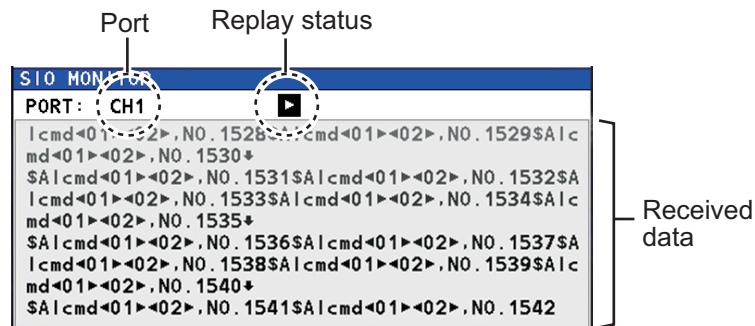 Port
Replay status
SIO MONITOR
PORT: CH1
lcmd◄01►◄02►,NO.1528$Alcmd◄01►◄02►,NO.1529$Alc
md◄01►◄02►,NO.1530↓
$Alcmd◄01►◄02►,NO.1531$Alcmd◄01►◄02►,NO.1532$A
lcmd◄01►◄02►,NO.1533$Alcmd◄01►◄02►,NO.1534$Alc
md◄01►◄02►,NO.1535↓
$Alcmd◄01►◄02►,NO.1536$Alcmd◄01►◄02►,NO.1537$A
lcmd◄01►◄02►,NO.1538$Alcmd◄01►◄02►,NO.1539$Alc
md◄01►◄02►,NO.1540↓
$Alcmd◄01►◄02►,NO.1541$Alcmd◄01►◄02►,NO.1542
Received
data